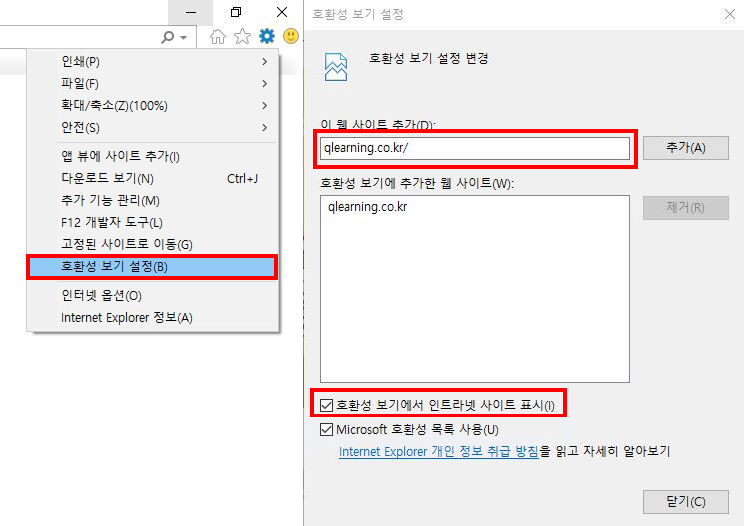 인쇄(P)
파일(F)
확대/축소(Z)(100%)
안전(S)
앱 뷰에 사이트 추가(I)
다운로드 보기(N) Ctrl+J
추가 기능 관리(M)
F12 개발자 도구(L)
고정된 사이트로 이동(G)
호환성 보기 설정(B)
인터넷 옵션(O)
Internet Explorer 정보(A)
호환성 보기 설정
호환성 보기 설정 변경
이 웹 사이트 추가(D):
qlearning.co.kr/
추가(A)
호환성 보기에 추가한 웹 사이트(W):
qlearning.co.kr
제거(R)
호환성 보기에서 인트라넷 사이트 표시(I)
Microsoft 호환성 목록 사용(U)
Internet Explorer 개인 정보 취급 방침을 읽고 자세히 알아보기
닫기(C)